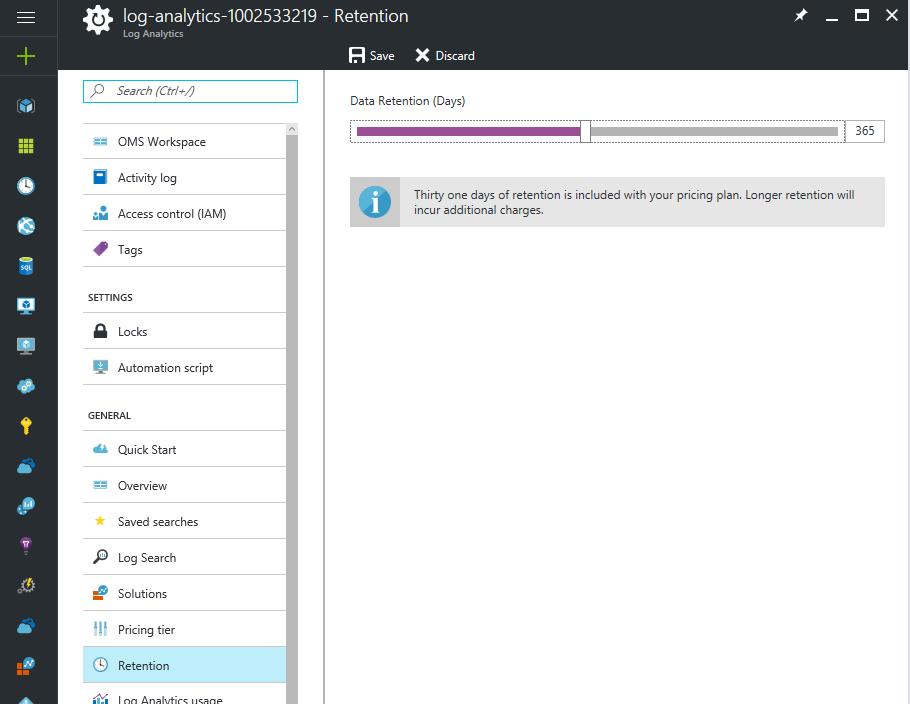 log-analytics-1002533219 - Retention
Log Analytics
Save
Discard
Search (Ctrl+/)
OMS Workspace
Activity log
Access control (IAM)
Tags
SETTINGS
Locks
Automation script
GENERAL
Quick Start
Overview
Saved searches
Log Search
Solutions
Pricing tier
Retention
Log Analytics usage
Data Retention (Days)
365
Thirty one days of retention is included with your pricing plan. Longer retention will
incur additional charges.
SQL